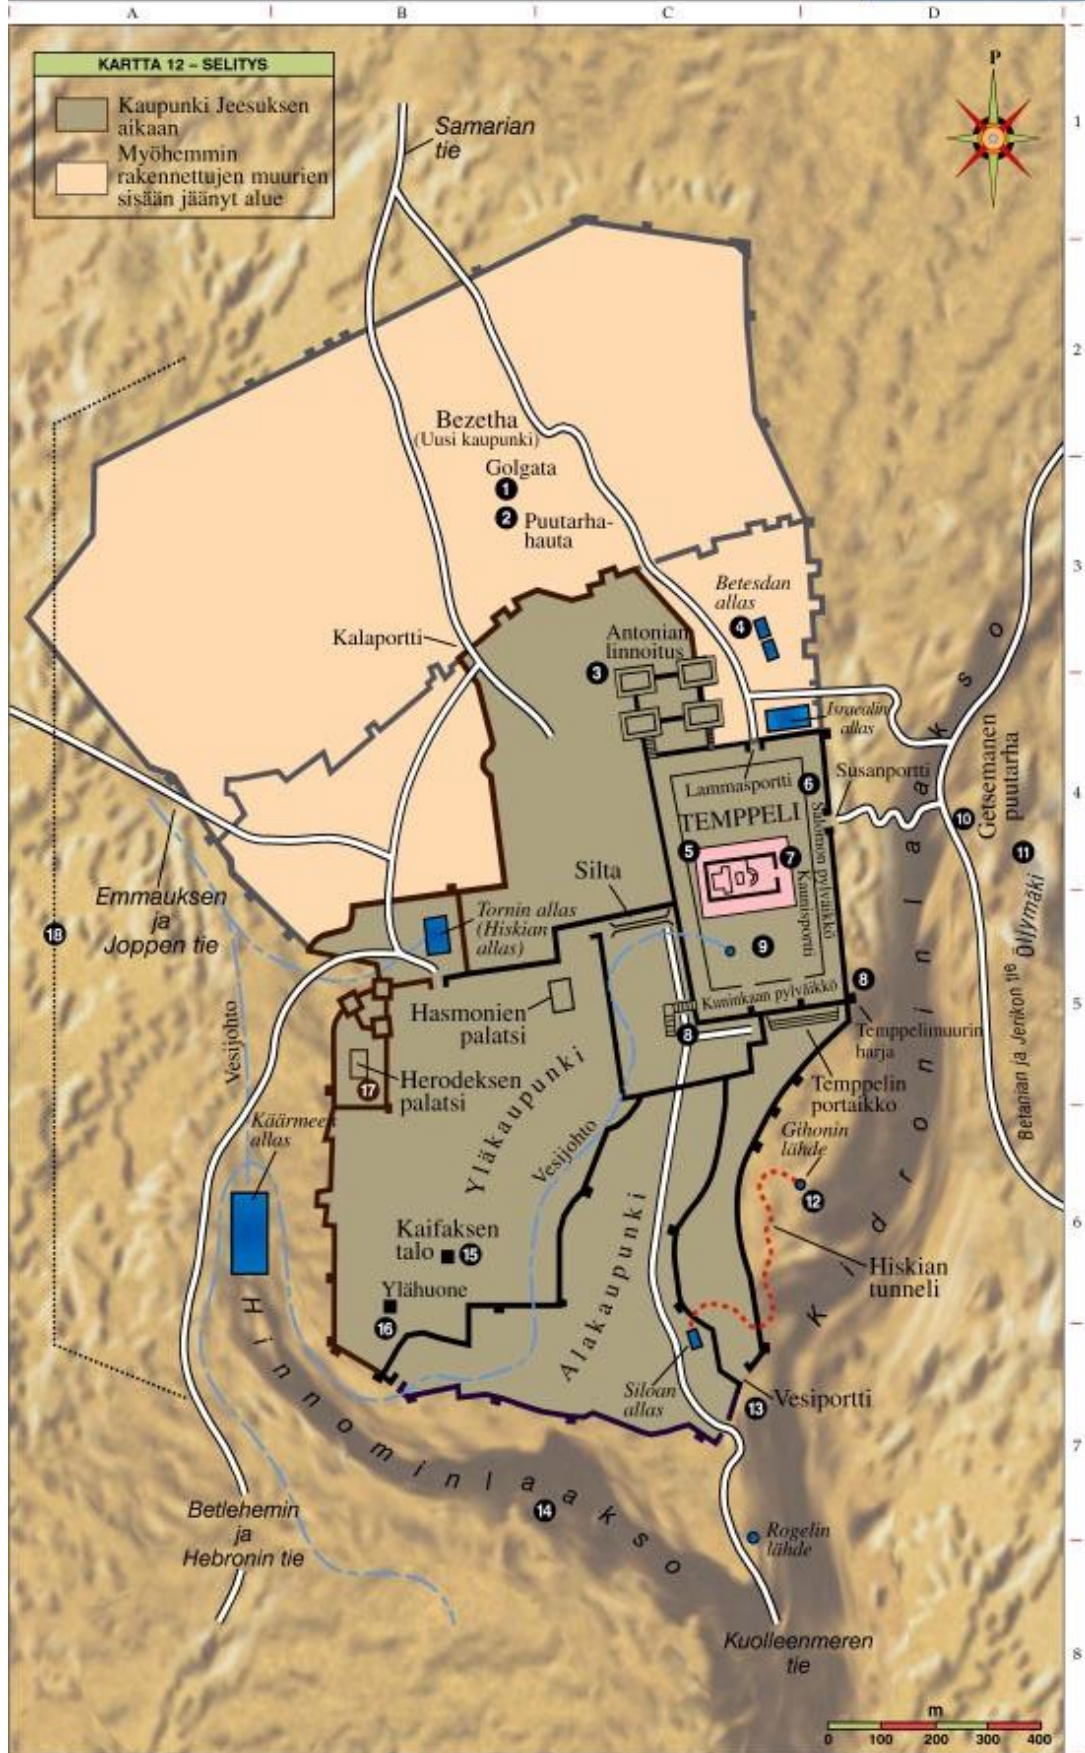 A
B
C
D
KARTTA 12 – SELITYS
Kaupunki Jeesuksen
aikaan
Myöhemmin
rakennettujen muurien
sisään jäänyt alue
P
1
2
3
4
5
6
7
8
Samarian
tie
Bezetha
(Uusi kaupunki)
Golgata
1
2
Puutarha-
hauta
Betesdan
allas
4
Kalaportti
Antonian
linnoitus
3
Israealin
allas
Lammasportti
6
Susanportti
TEMPPELI
Salomon pylväikkö
5
7
Kaunisportti
Getsemanen
puutarha
10
11
Öljymäki
Silta
Emmauksen
ja
Joppen tie
18
Tornin allas
(Hiskian
allas)
9
8
Kuninkaan pylväikkö
Hasmonien
palatsi
8
Temppelimuurin
harja
Vesijohto
Herodeksen
palatsi
17
Temppelin
portaikko
Betanian ja Jerikon tie
Käärmeen
allas
Yläkaupunki
Vesijohto
Gihonin
lähde
12
Kidroninlaakso
Kaifaksen
talo
15
Hiskian
tunneli
Ylähuone
16
Alakaupunki
Siloan
allas
Vesiportti
13
Hinnominlaakso
14
Betlehemin
ja
Hebronin tie
Rogelin
lähde
Kuolleenmeren
tie
m
0 100 200 300 400